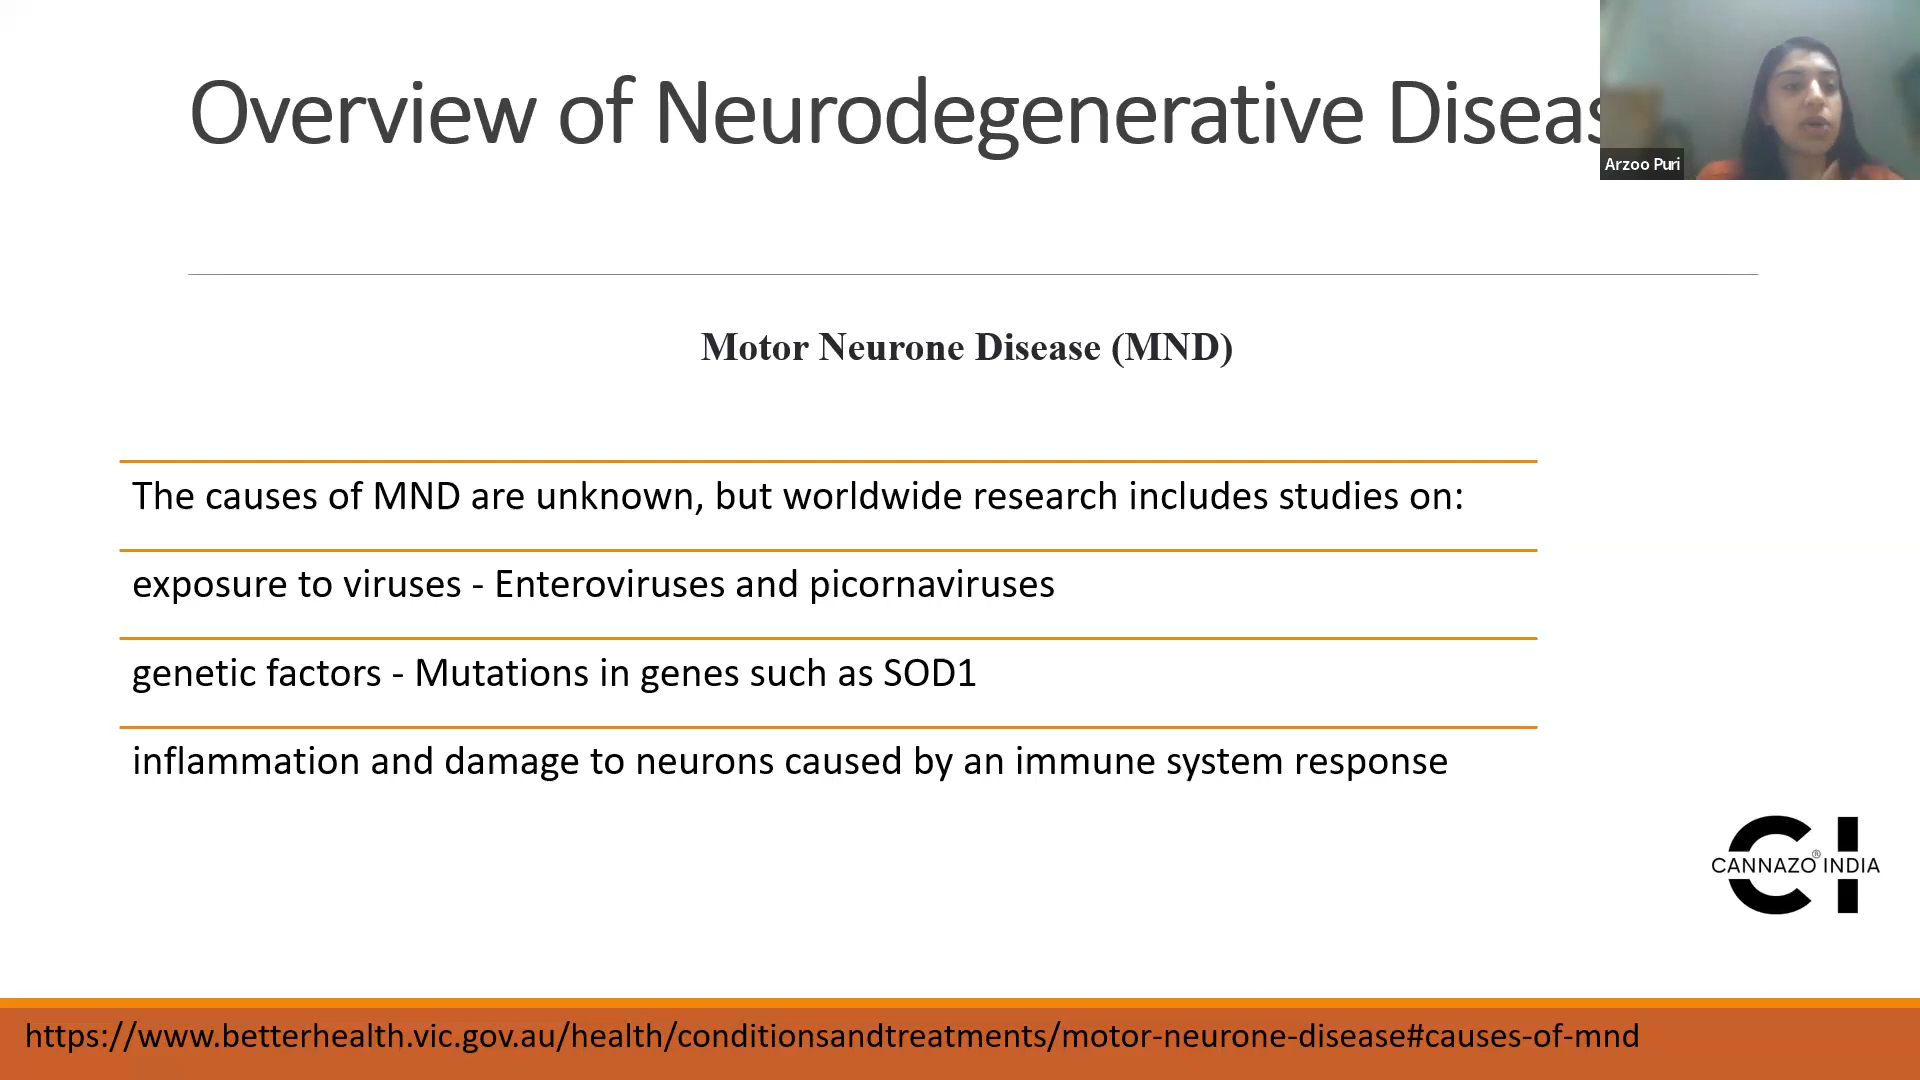 Overview of Neurodegenerative Diseas
Arzoo Puri
Motor Neurone Disease (MND)
The causes of MND are unknown, but worldwide research includes studies on:
exposure to viruses - Enteroviruses and picornaviruses
genetic factors - Mutations in genes such as SOD1
inflammation and damage to neurons caused by an immune system response
CI
CANNAZO® INDIA
https://www.betterhealth.vic.gov.au/health/conditionsandtreatments/motor-neurone-disease#causes-of-mnd